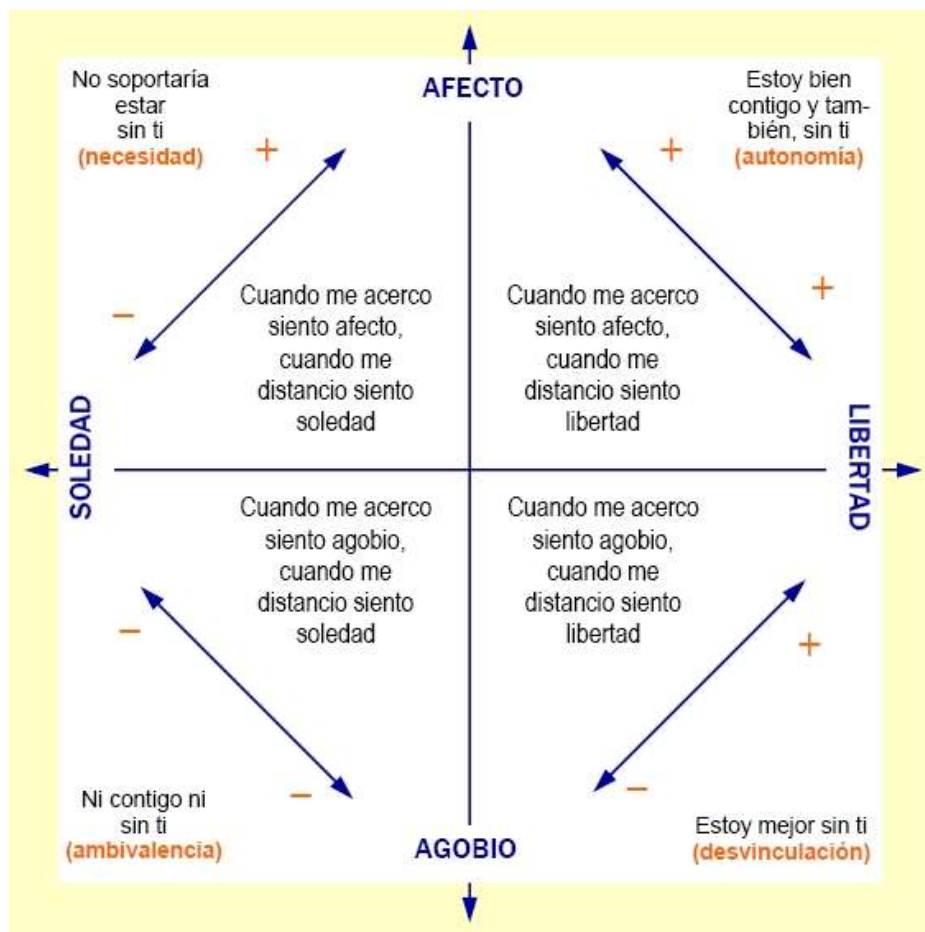 AFECTO
No soportaría
estar
sin ti
(necesidad)
+
Estoy bien
contigo y tam-
bién, sin ti
(autonomía)
+
+
−
Cuando me acerco
siento afecto,
cuando me
distancio siento
soledad
Cuando me acerco
siento afecto,
cuando me
distancio siento
libertad
SOLEDAD
LIBERTAD
Cuando me acerco
siento agobio,
cuando me
distancio siento
soledad
Cuando me acerco
siento agobio,
cuando me
distancio siento
libertad
−
+
−
−
Ni contigo ni
sin ti
(ambivalencia)
AGOBIO
Estoy mejor sin ti
(desvinculación)